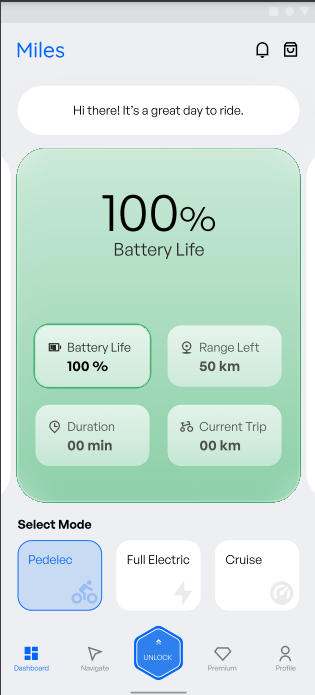 Miles
Hi there! It's a great day to ride.
100%
Battery Life
Battery Life
100 %
Range Left
50 km
Duration
00 min
Current Trip
00 km
Select Mode
Pedelec
Full Electric
Cruise
Dashboard
Navigate
UNLOCK
Premium
Profile